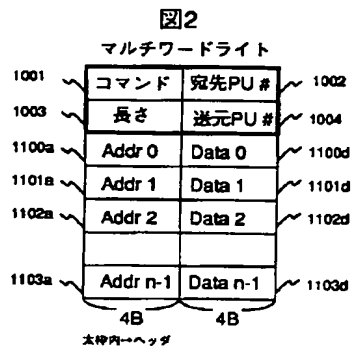 図2
マルチワードライト
1001 コマンド 宛先PU # 1002
1003 長さ 送元PU # 1004
1100a Addr 0 Data 0 1100d
1101a Addr 1 Data 1 1101d
1102a Addr 2 Data 2 1102d
1103a Addr n-1 Data n-1 1103d
4B 4B
太枠内→ヘッダ